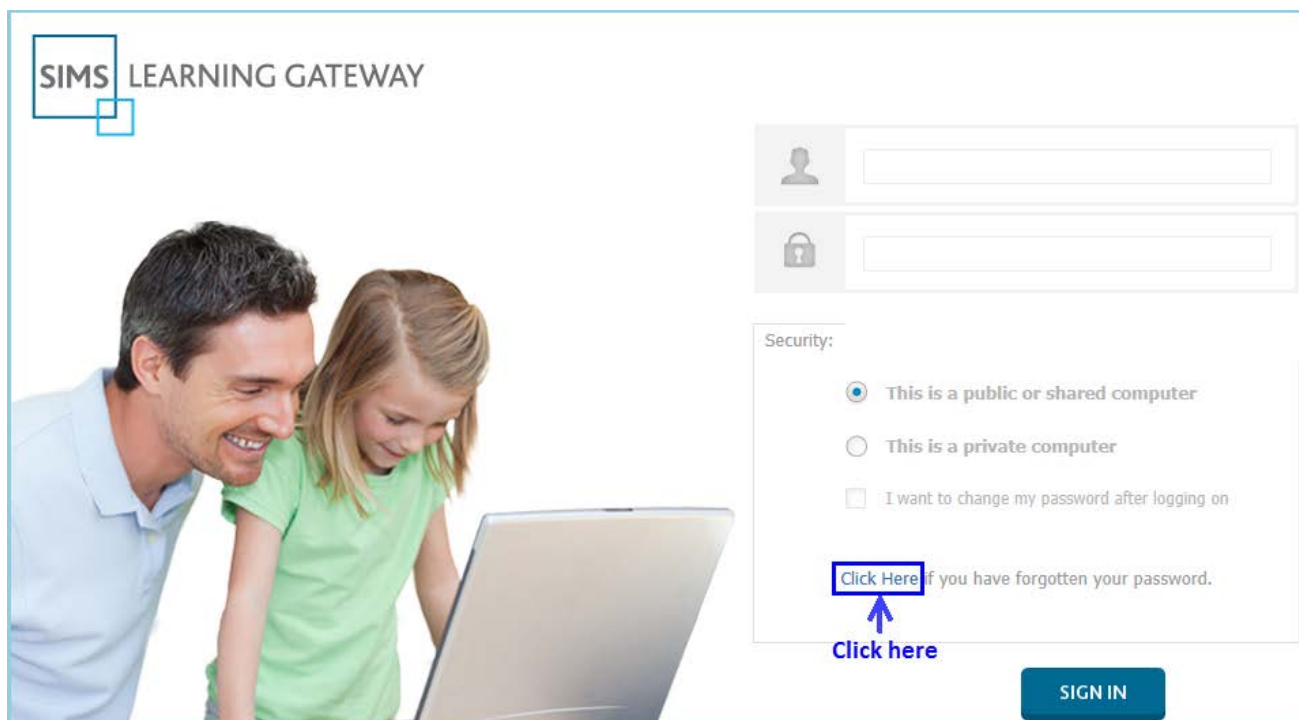 SIMS LEARNING GATEWAY
Security:
This is a public or shared computer
This is a private computer
I want to change my password after logging on
Click Here if you have forgotten your password.
Click here
SIGN IN